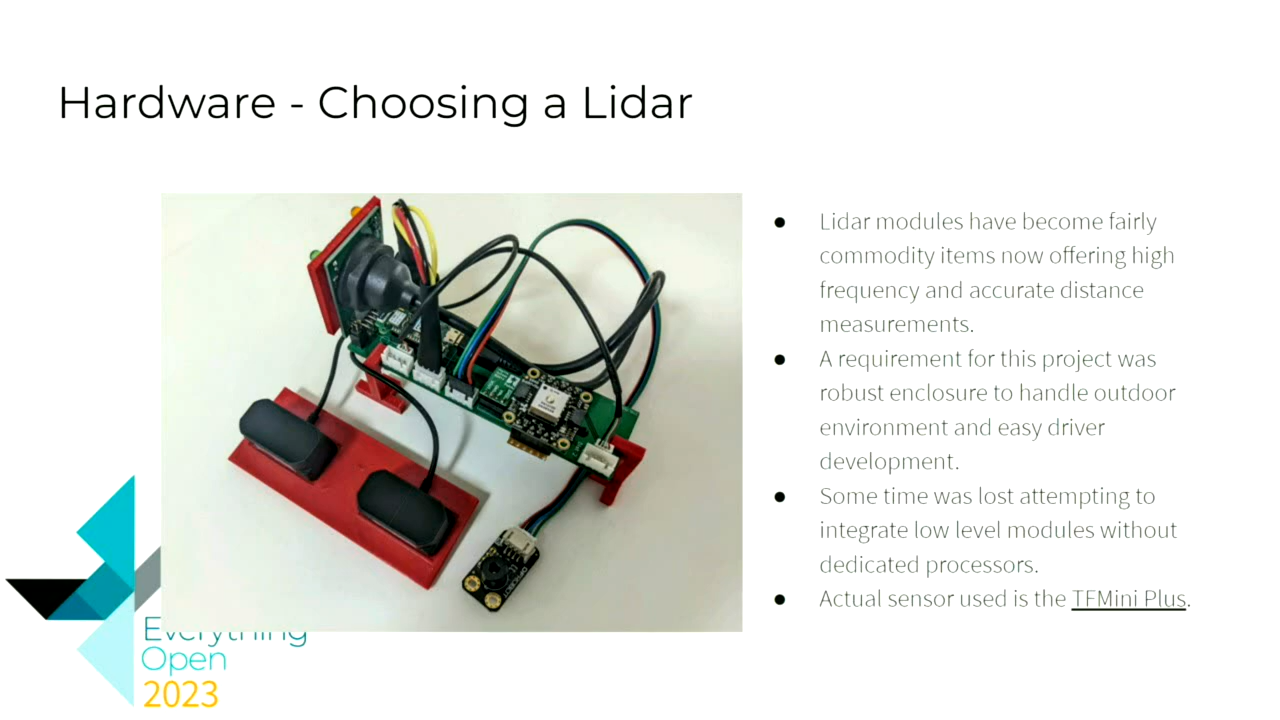 Hardware - Choosing a Lidar
● Lidar modules have become fairly
commodity items now offering high
frequency and accurate distance
measurements.
● A requirement for this project was
robust enclosure to handle outdoor
environment and easy driver
development.
● Some time was lost attempting to
integrate low level modules without
dedicated processors.
● Actual sensor used is the TFMini Plus.
Everything
Open
2023